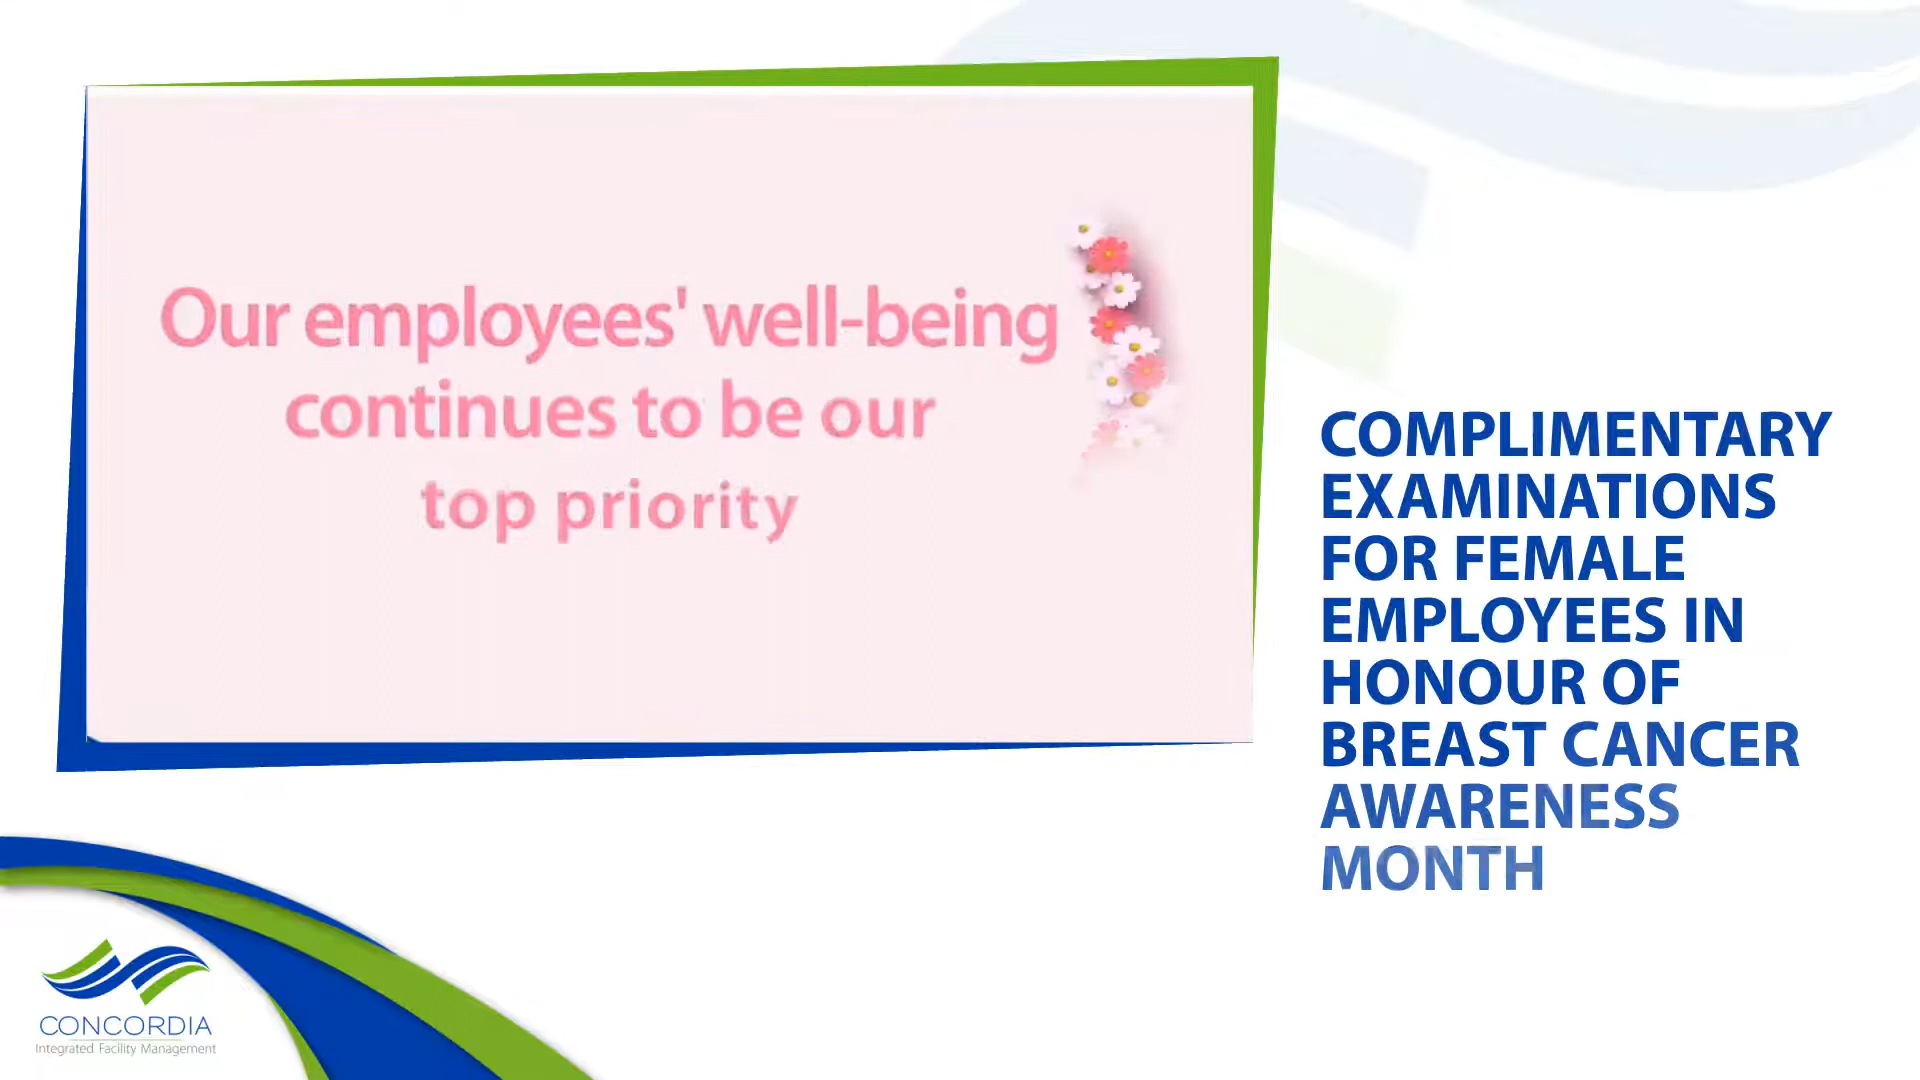 Our employees' well-being
continues to be our
top priority
COMPLIMENTARY
EXAMINATIONS
FOR FEMALE
EMPLOYEES IN
HONOUR OF
BREAST CANCER
AWARENESS
MONTH
CONCORDIA
Integrated Facility Management